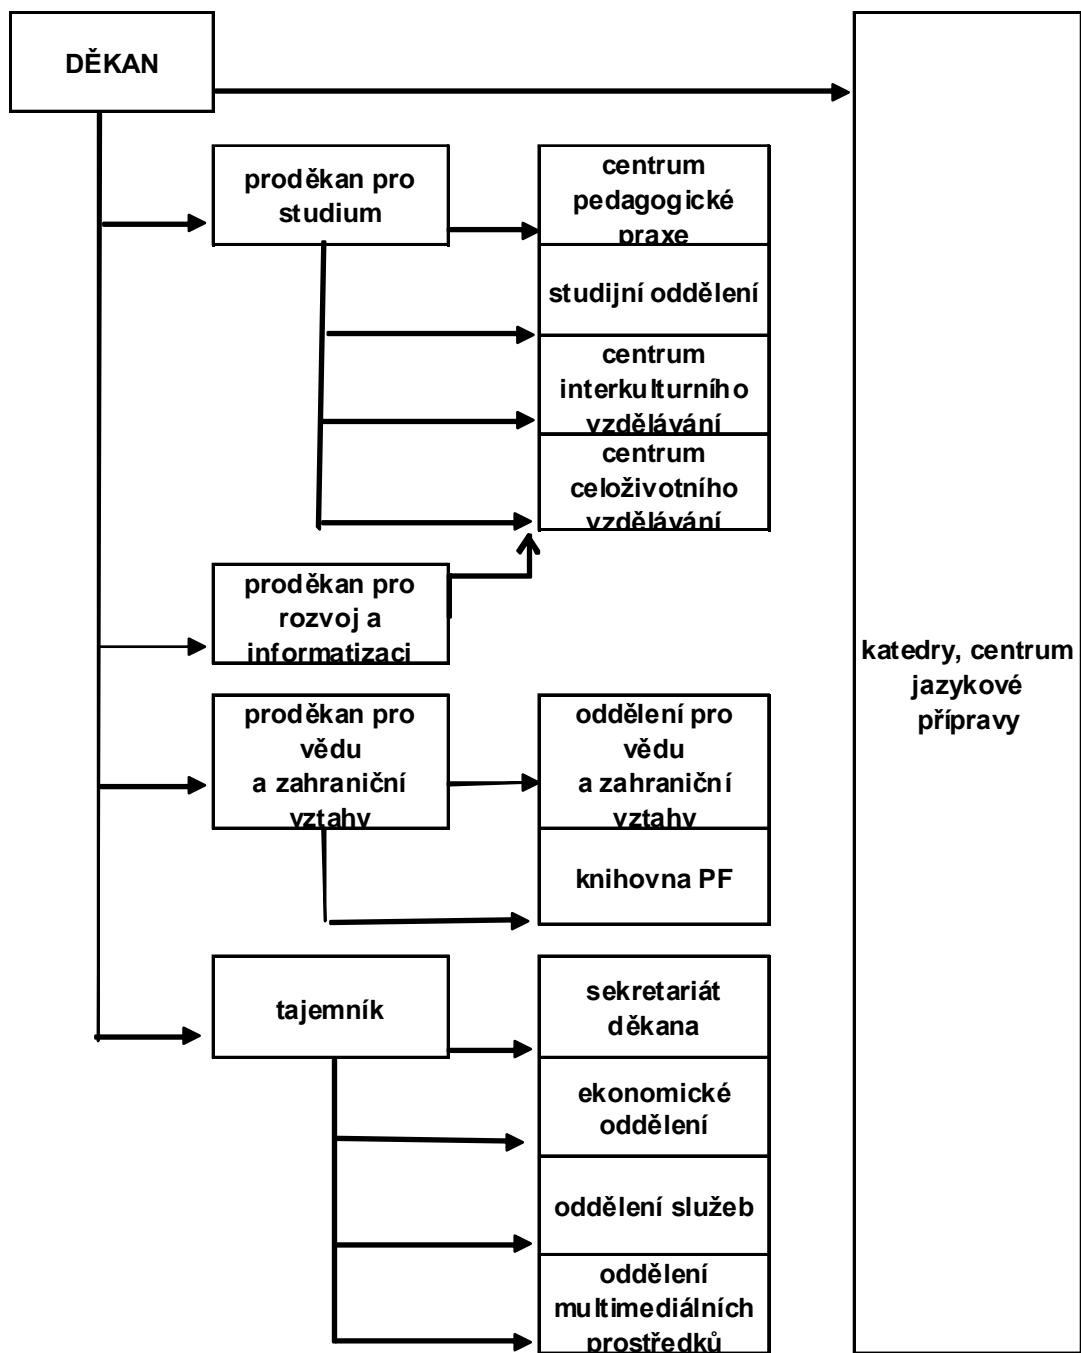 DĚKAN
proděkan pro
studium
centrum
pedagogické
praxe
studijní oddělení
centrum
interkulturního
vzdělávání
centrum
celoživotního
vzdělávání
proděkan pro
rozvoj a
informatizaci
katedry, centrum
jazykové
přípravy
proděkan pro
vědu
a zahraniční
vztahy
oddělení pro
vědu
a zahraniční
vztahy
knihovna PF
tajemník
sekretariát
děkana
ekonomické
oddělení
oddělení služeb
oddělení
multimediálních
prostředků